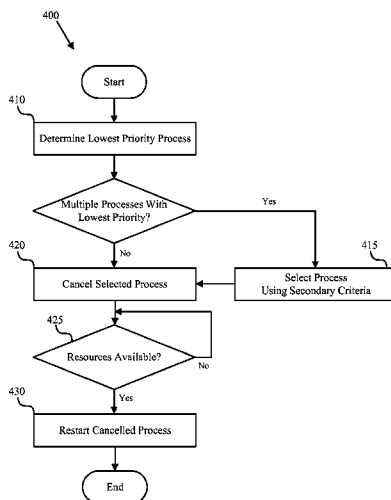 400
Start
410
Determine Lowest Priority Process
Multiple Processes With
Lowest Priority?
Yes
No
420
415
Cancel Selected Process
Select Process
Using Secondary Criteria
425
Resources Available?
No
Yes
430
Restart Cancelled Process
End